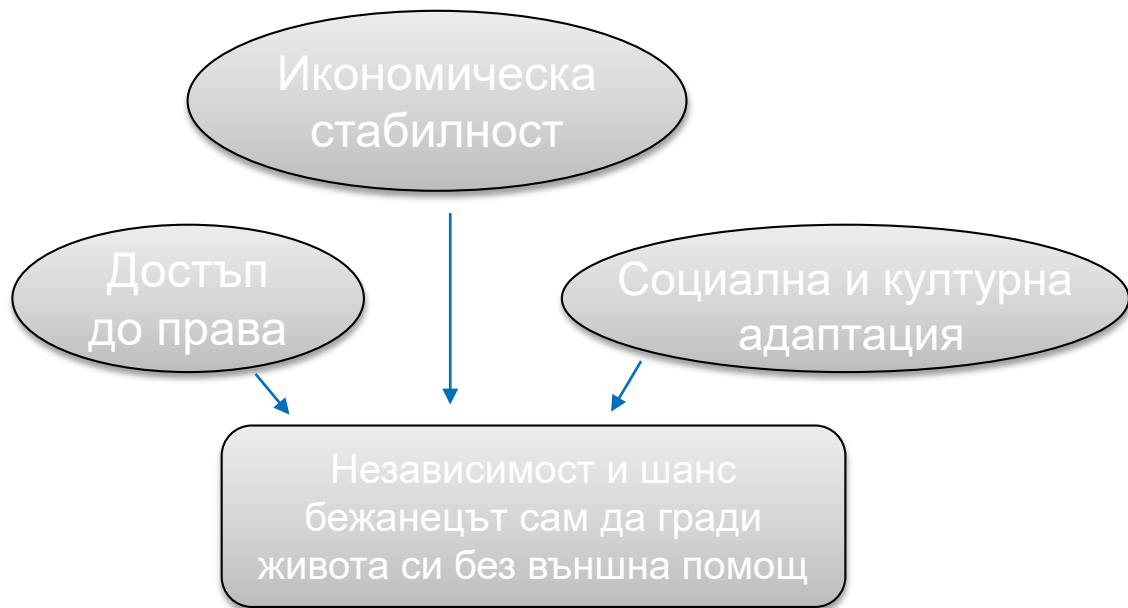 Икономическа
стабилност
Достъп
до права
Социална и културна
адаптация
Независимост и шанс
бежанецът сам да гради
живота си без външна помощ